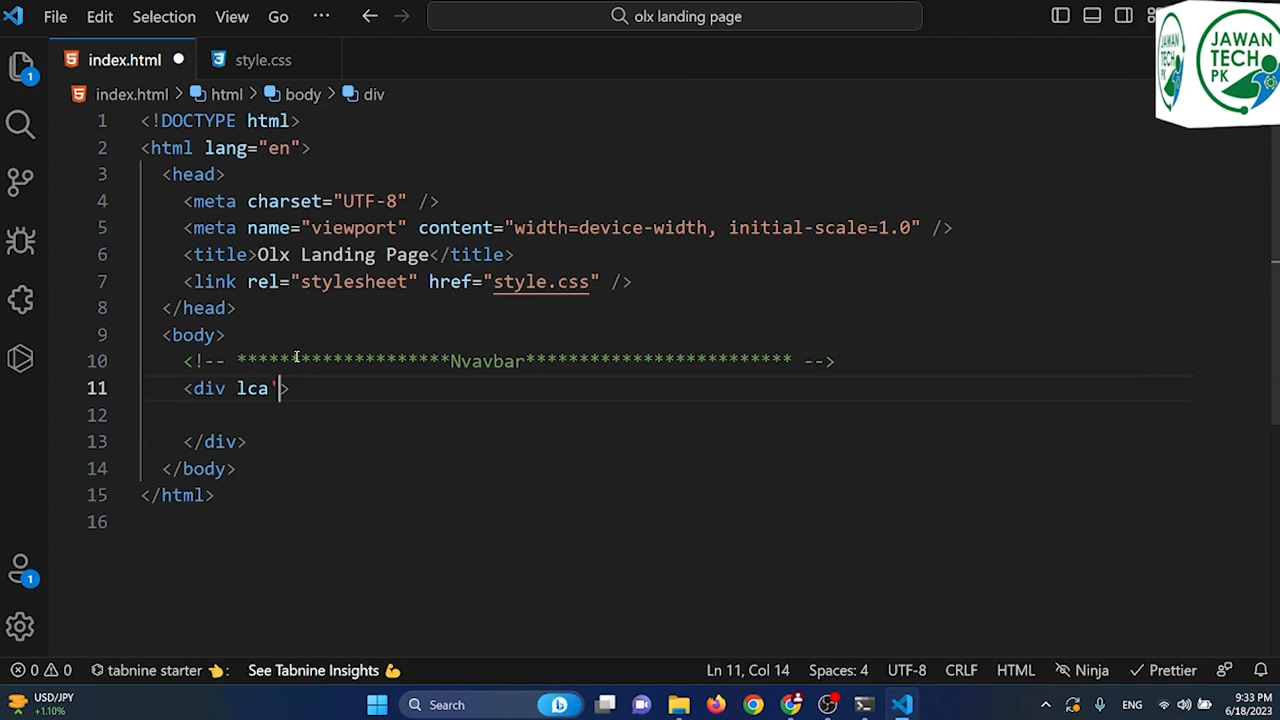 File Edit Selection View Go ··· olx landing page
JAWAN TECH PK
JAWAN TECH PK
index.html style.css
index.html > html > body > div
1 <!DOCTYPE html>
2 <html lang="en">
3 <head>
4 <meta charset="UTF-8" />
5 <meta name="viewport" content="width=device-width, initial-scale=1.0" />
6 <title>Olx Landing Page</title>
7 <link rel="stylesheet" href="style.css" />
8 </head>
9 <body>
10 <!-- ********************Nvavbar************************* -->
11 <div lca'>
12
13 </div>
14 </body>
15 </html>
16
1
1
0 0 tabnine starter 👈: See Tabnine Insights 💪 Ln 11, Col 14 Spaces: 4 UTF-8 CRLF HTML Ninja Prettier
USD/JPY
+1.10%
Search
ENG
9:33 PM
6/18/2023